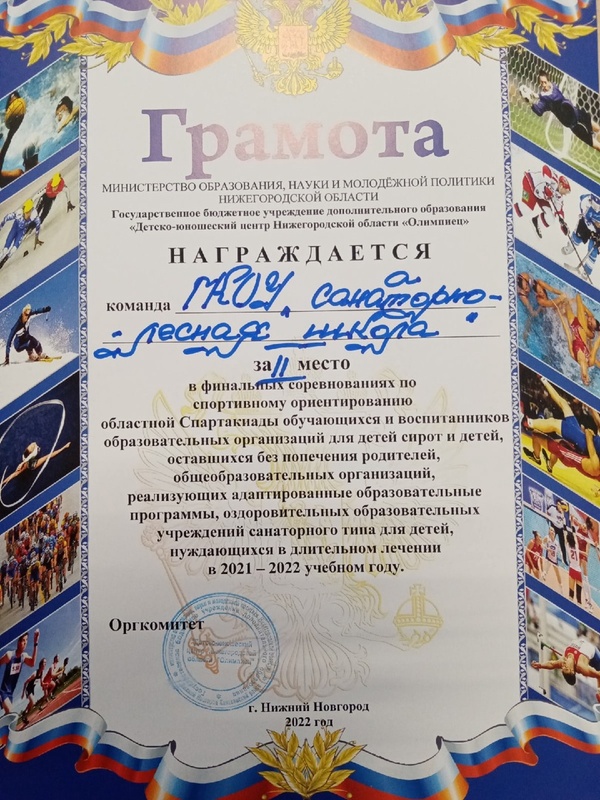 Грамота
МИНИСТЕРСТВО ОБРАЗОВАНИЯ, НАУКИ И МОЛОДЁЖНОЙ ПОЛИТИКИ
НИЖЕГОРОДСКОЙ ОБЛАСТИ
Государственное бюджетное учреждение дополнительного образования
«Детско-юношеский центр Нижегородской области «Олимпиец»
НАГРАЖДАЕТСЯ
команда ГКОУ "санаторно-
-лесная школа"
за II место
в финальных соревнованиях по
спортивному ориентированию
областной Спартакиады обучающихся и воспитанников
образовательных организаций для детей сирот и детей,
оставшихся без попечения родителей,
общеобразовательных организаций,
реализующих адаптированные образовательные
программы, оздоровительных образовательных
учреждений санаторного типа для детей,
нуждающихся в длительном лечении
в 2021 – 2022 учебном году.
Оргкомитет
г. Нижний Новгород
2022 год